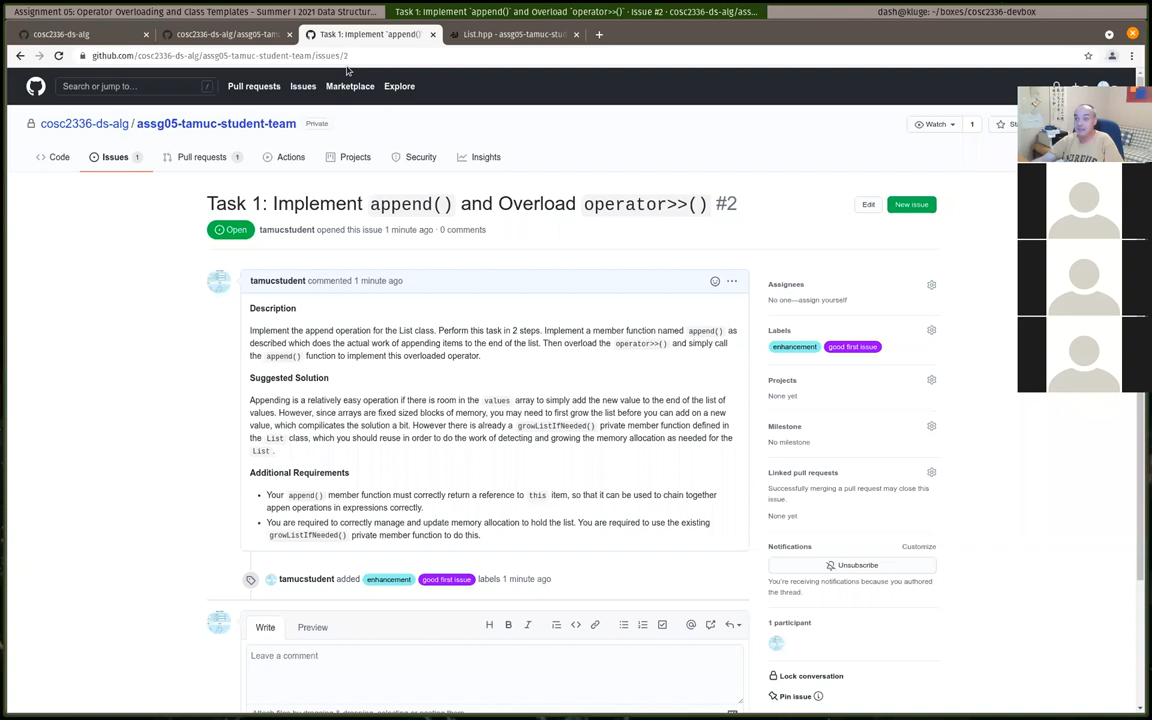 Assignment 05: Operator Overloading and Class Templates - Summer I 2021 Data Structur...
Task 1: Implement `append()` and Overload `operator>>()` · Issue #2 · cosc2336-ds-alg/ass...
dash@kluge: ~/boxes/cosc2336-devbox
cosc2336-ds-alg
cosc2336-ds-alg/assg05-tam
Task 1: Implement `append()`
List.hpp - assg05-tamuc-stud
github.com/cosc2336-ds-alg/assg05-tamuc-student-team/issues/2
Search or jump to...
/
Pull requests
Issues
Marketplace
Explore
cosc2336-ds-alg / assg05-tamuc-student-team
Private
Watch
1
Code
Issues 1
Pull requests 1
Actions
Projects
Security
Insights
Task 1: Implement append() and Overload operator>>() #2
Edit
New issue
Open
tamucstudent opened this issue 1 minute ago · 0 comments
tamucstudent commented 1 minute ago
Description
Implement the append operation for the List class. Perform this task in 2 steps. Implement a member function named append() as
described which does the actual work of appending items to the end of the list. Then overload the operator>>() and simply call
the append() function to implement this overloaded operator.
Suggested Solution
Appending is a relatively easy operation if there is room in the values array to simply add the new value to the end of the list of
values. However, since arrays are fixed sized blocks of memory, you may need to first grow the list before you can add on a new
value, which complicates the solution a bit. However there is already a growListIfNeeded() private member function defined in
the List class, which you should reuse in order to do the work of detecting and growing the memory allocation as needed for the
List .
Additional Requirements
• Your append() member function must correctly return a reference to this item, so that it can be used to chain together
appen operations in expressions correctly.
• You are required to correctly manage and update memory allocation to hold the list. You are required to use the existing
growListIfNeeded() private member function to do this.
tamucstudent added enhancement good first issue labels 1 minute ago
Write
Preview
H B I
Leave a comment
Assignees
No one—assign yourself
Labels
enhancement
good first issue
Projects
None yet
Milestone
No milestone
Linked pull requests
Successfully merging a pull request may close this
issue.
None yet
Notifications
Customize
Unsubscribe
You're receiving notifications because you authored
the thread.
1 participant
Lock conversation
Pin issue